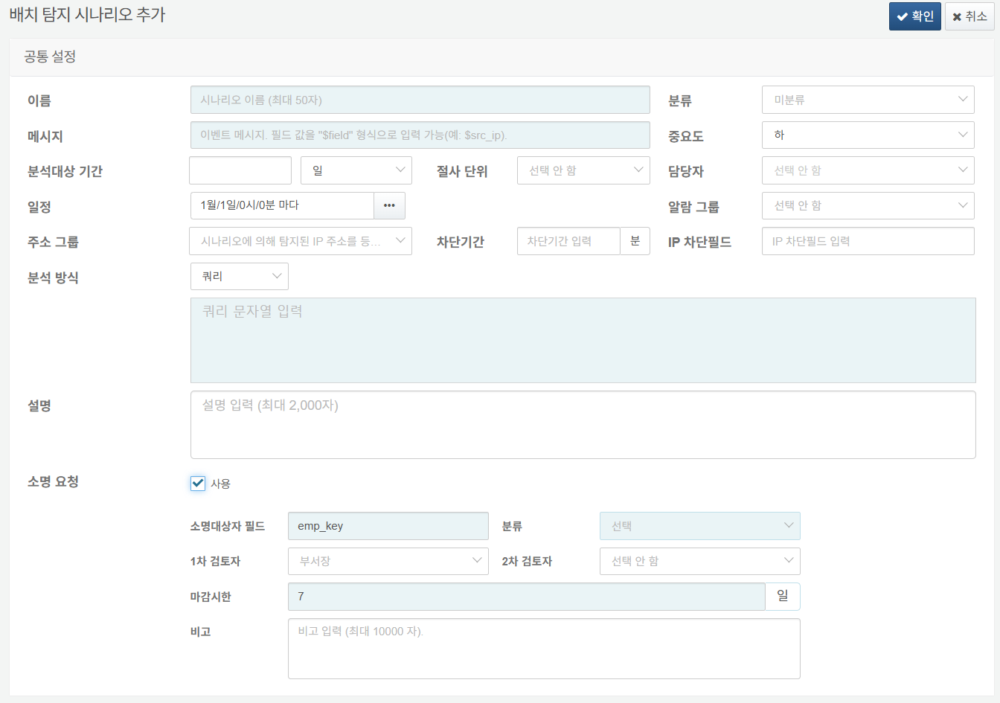 배치 탐지 시나리오 추가
확인
취소
공통 설정
이름
시나리오 이름 (최대 50자)
분류
미분류
메시지
이벤트 메시지. 필드 값을 "$field" 형식으로 입력 가능(예: $src_ip).
중요도
하
분석대상 기간
일
절사 단위
선택 안 함
담당자
선택 안 함
일정
1월/1일/0시/0분 마다
•••
알람 그룹
선택 안 함
주소 그룹
시나리오에 의해 탐지된 IP 주소를 등...
차단기간
차단기간 입력
분
IP 차단필드
IP 차단필드 입력
분석 방식
쿼리
쿼리 문자열 입력
설명
설명 입력 (최대 2,000자)
소명 요청
사용
소명대상자 필드
emp_key
분류
선택
1차 검토자
부서장
2차 검토자
선택 안 함
마감시한
7
일
비고
비고 입력 (최대 10000 자).